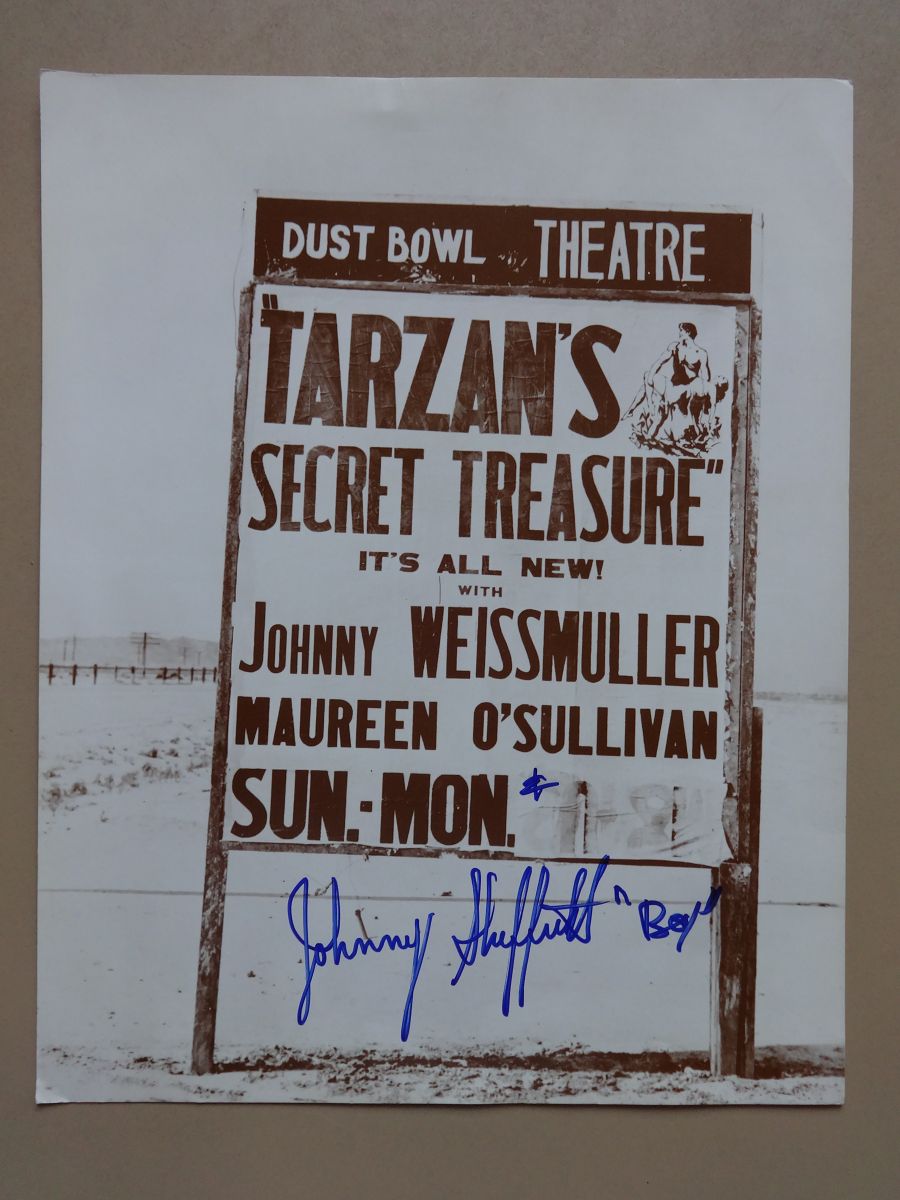 DUST BOWL THEATRE
"TARZAN'S
SECRET TREASURE"
IT'S ALL NEW!
WITH
JOHNNY WEISSMULLER
MAUREEN O'SULLIVAN
SUN.-MON. &
Johnny Sheffield "Boy"